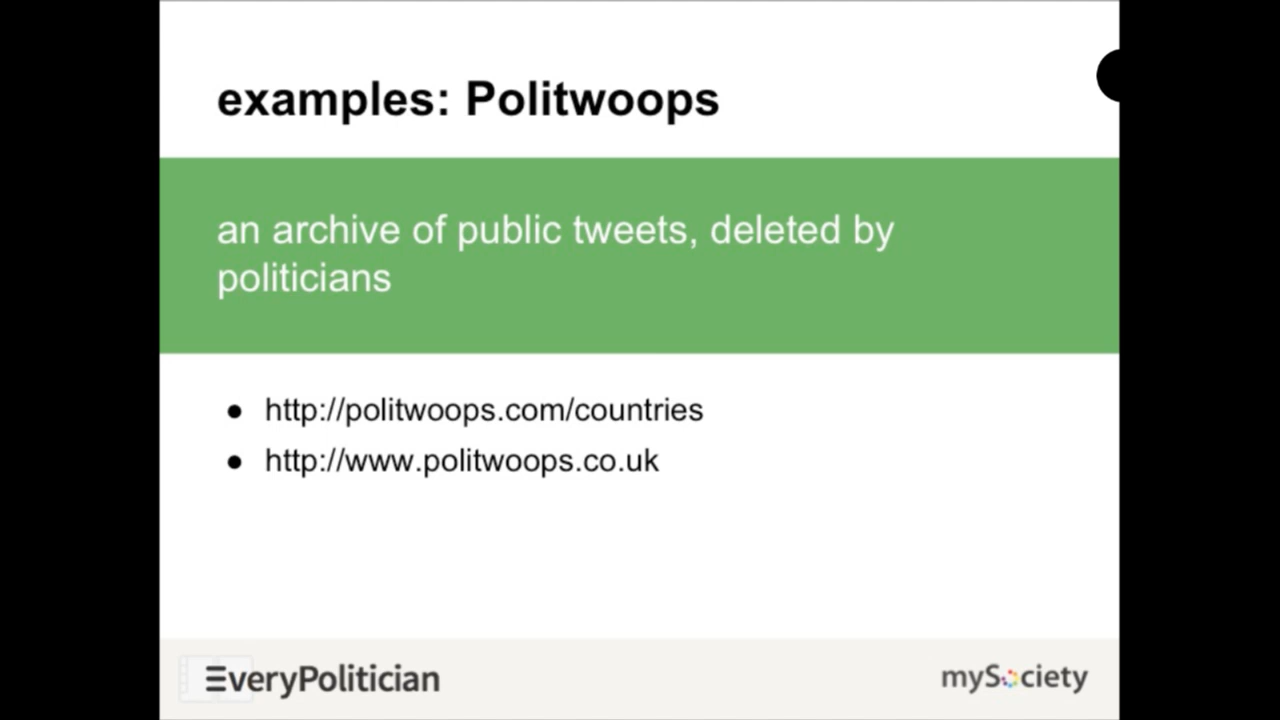 examples: Politwoops
an archive of public tweets, deleted by
politicians
● http://politwoops.com/countries
● http://www.politwoops.co.uk
EveryPolitician
mySociety